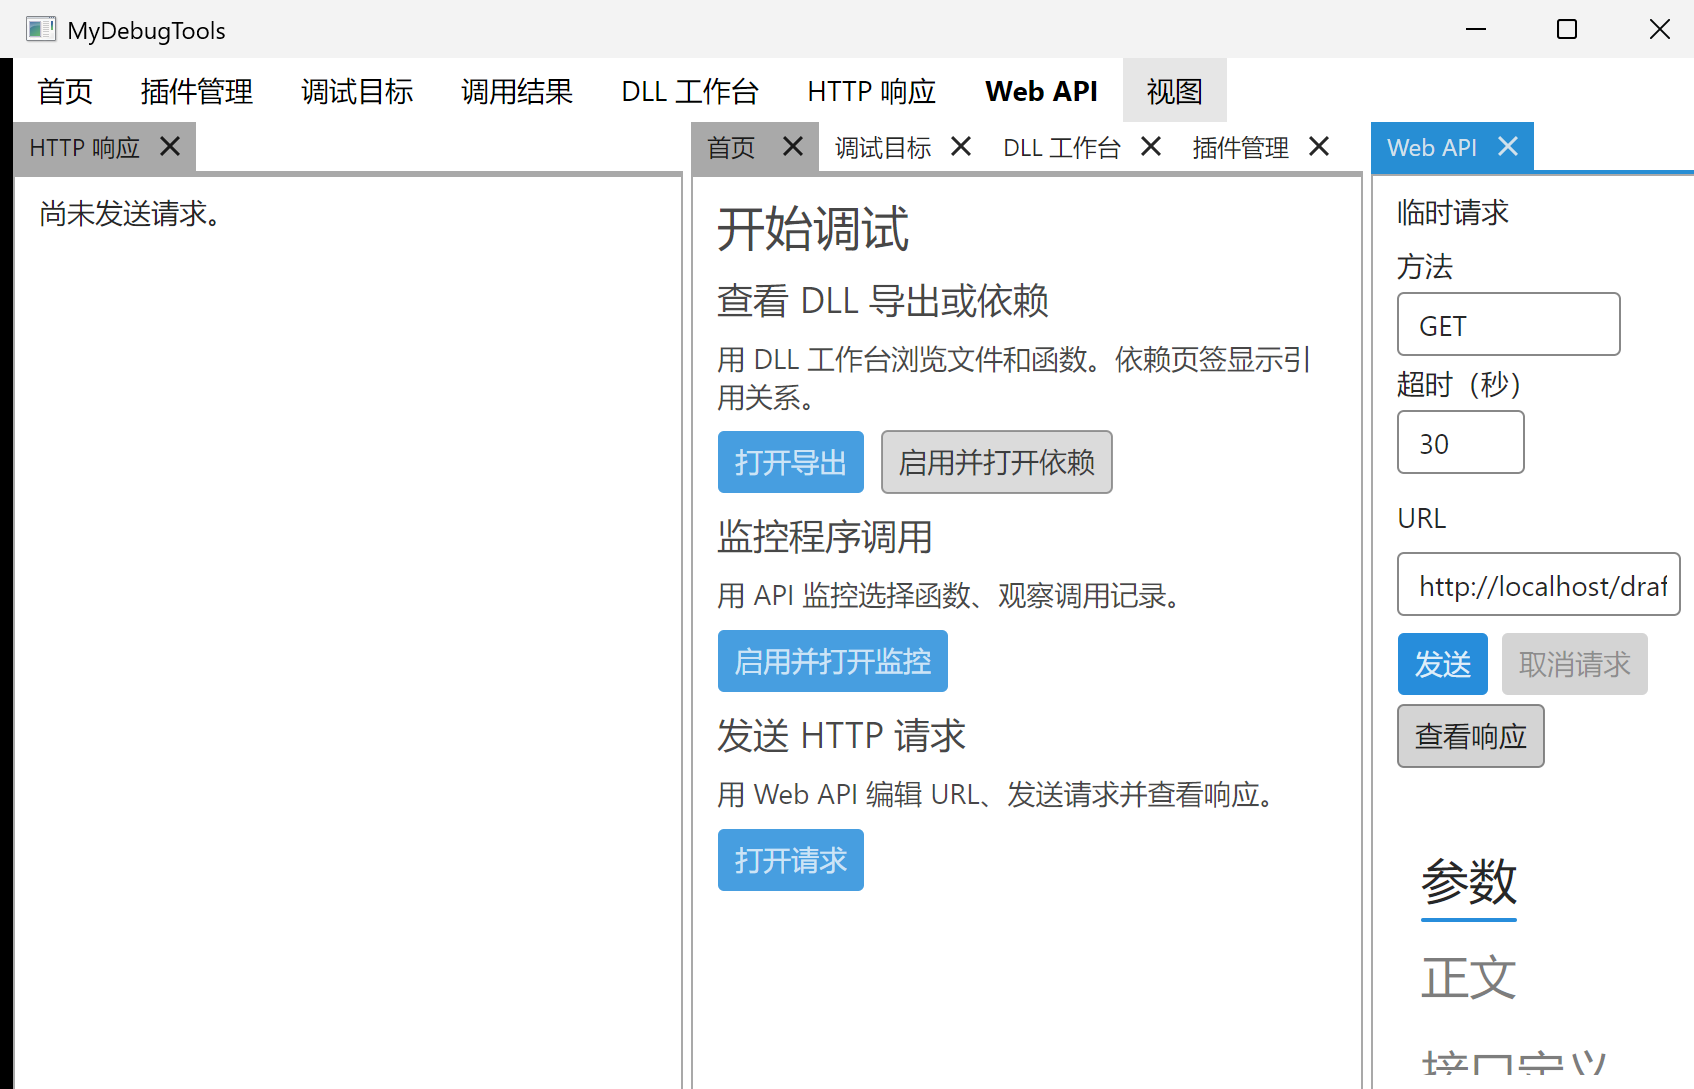 MyDebugTools
首页 插件管理 调试目标 调用结果 DLL 工作台 HTTP 响应 Web API 视图
HTTP 响应
尚未发送请求。
首页 调试目标 DLL 工作台 插件管理
开始调试
查看 DLL 导出或依赖
用 DLL 工作台浏览文件和函数。依赖页签显示引
用关系。
打开导出 启用并打开依赖
监控程序调用
用 API 监控选择函数、观察调用记录。
启用并打开监控
发送 HTTP 请求
用 Web API 编辑 URL、发送请求并查看响应。
打开请求
Web API
临时请求
方法
GET
超时（秒）
30
URL
http://localhost/draf
发送 取消请求
查看响应
参数
正文
接口定义